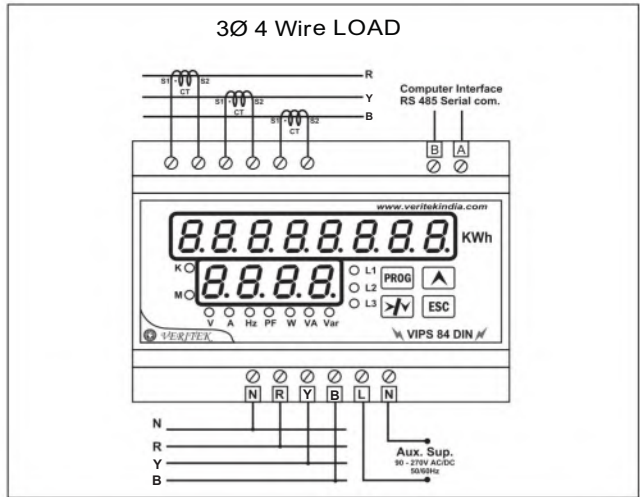 3Ø 4 Wire LOAD
R
S1 S2
CT
Y
S1 S2
CT
B
S1 S2
CT
Computer Interface
RS 485 Serial com.
B A
www.veritekindia.com
8.8.8.8.8.8.8.8. KWh
K
8.8.8.8.
M
L1
L2
L3
PROG
ESC
V A Hz PF W VA Var
VERITEK
VIPS 84 DIN
N R Y B L N
N
R
Y
B
Aux. Sup.
90 - 270V AC/DC
50/60Hz